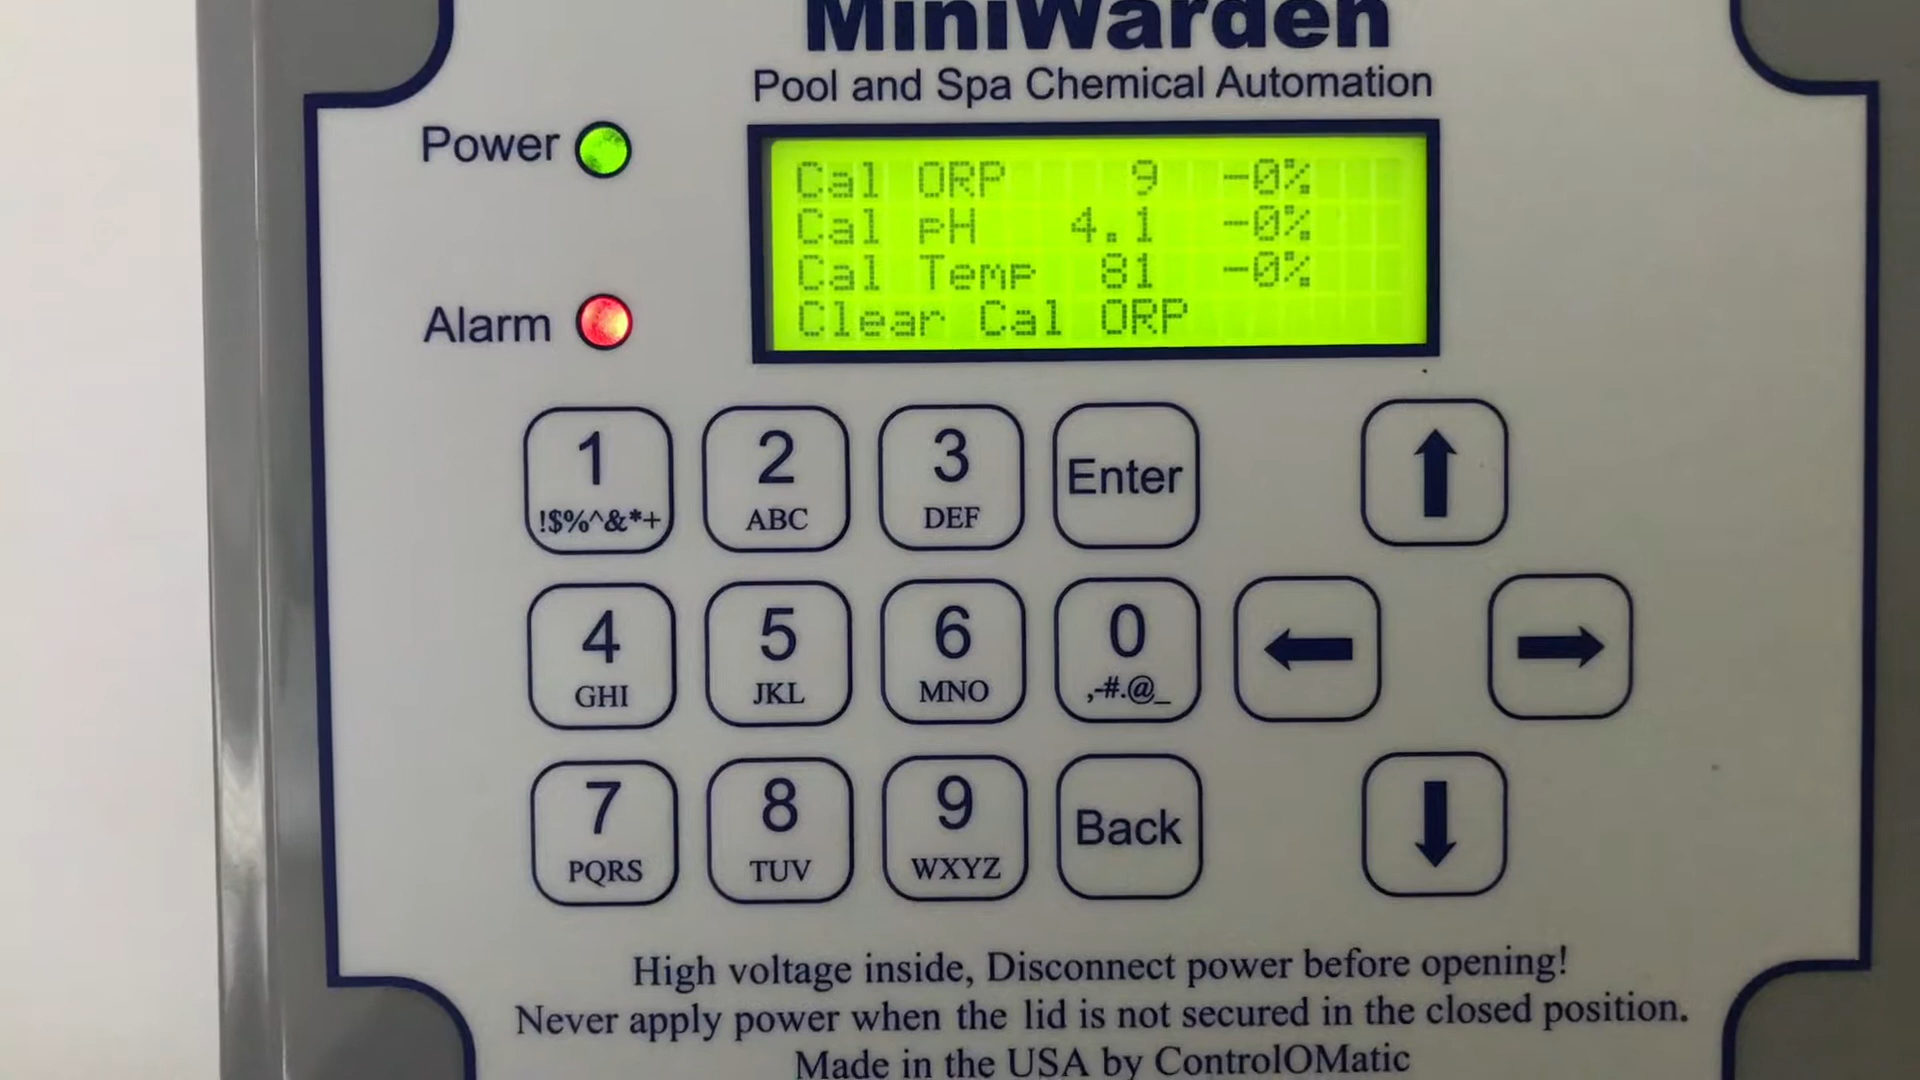 MiniWarden
Pool and Spa Chemical Automation
Power
Cal ORP 9 -0%
Cal pH 4.1 -0%
Cal Temp 81 -0%
Clear Cal ORP
Alarm
1 2 3 Enter
!$%^&*+ ABC DEF
4 5 6 0
GHI JKL MNO ,-#.@_
7 8 9 Back
PQRS TUV WXYZ
High voltage inside, Disconnect power before opening!
Never apply power when the lid is not secured in the closed position.
Made in the USA by ControlOMatic